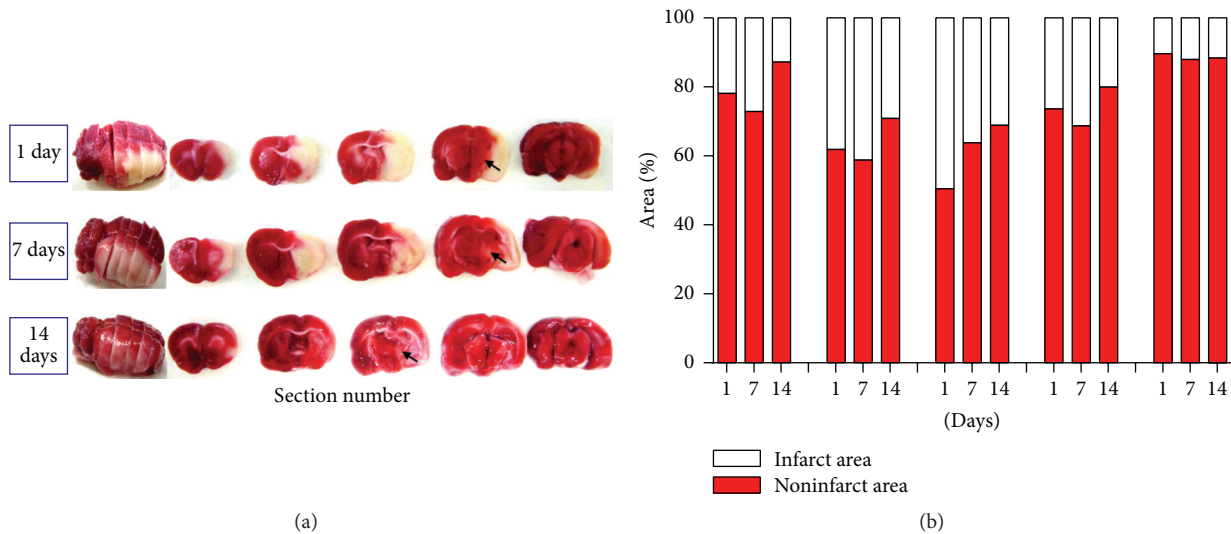 1 day
7 days
14
days
Section number
(a)
100
80
60
40
20
0
Area (%)
1 7 14 1 7 14 1 7 14 1 7 14 1 7 14
(Days)
Infarct area
Noninfarct area
(b)